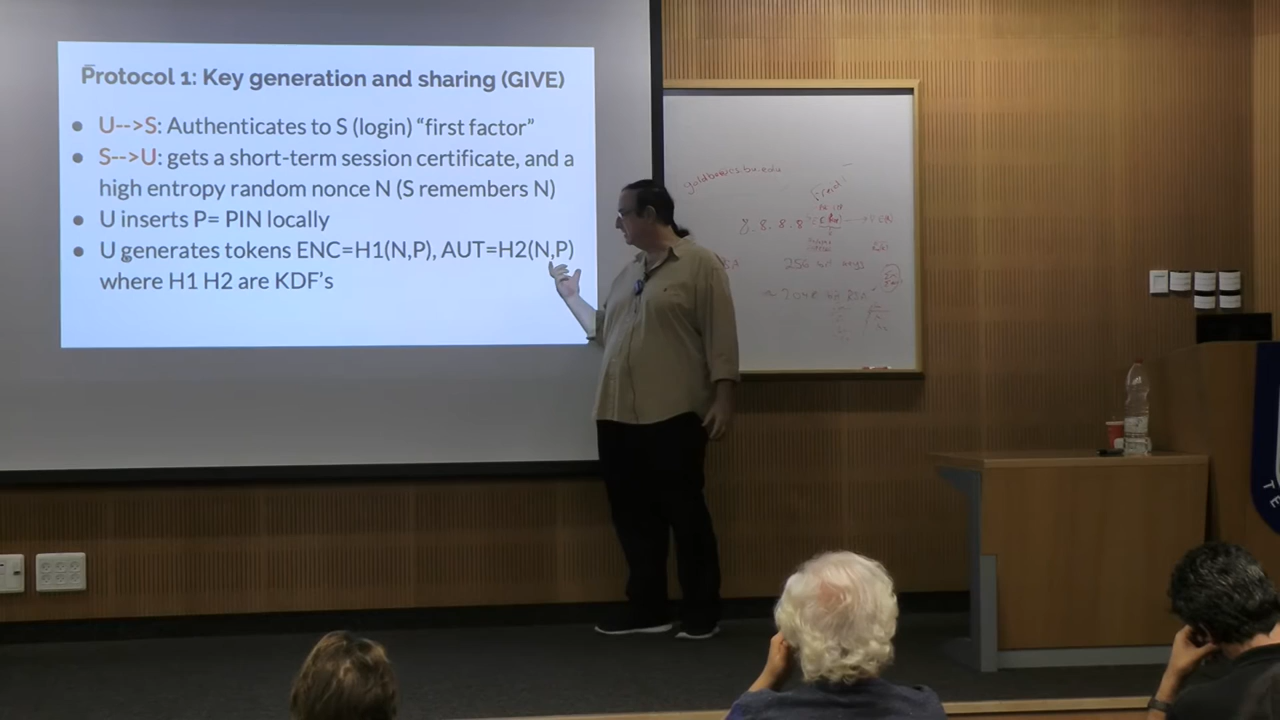 Protocol 1: Key generation and sharing (GIVE)
● U-->S: Authenticates to S (login) “first factor”
● S-->U: gets a short-term session certificate, and a
high entropy random nonce N (S remembers N)
● U inserts P= PIN locally
● U generates tokens ENC=H1(N,P), AUT=H2(N,P)
where H1 H2 are KDF's
8.8.8.8
256 bit
2048
T E